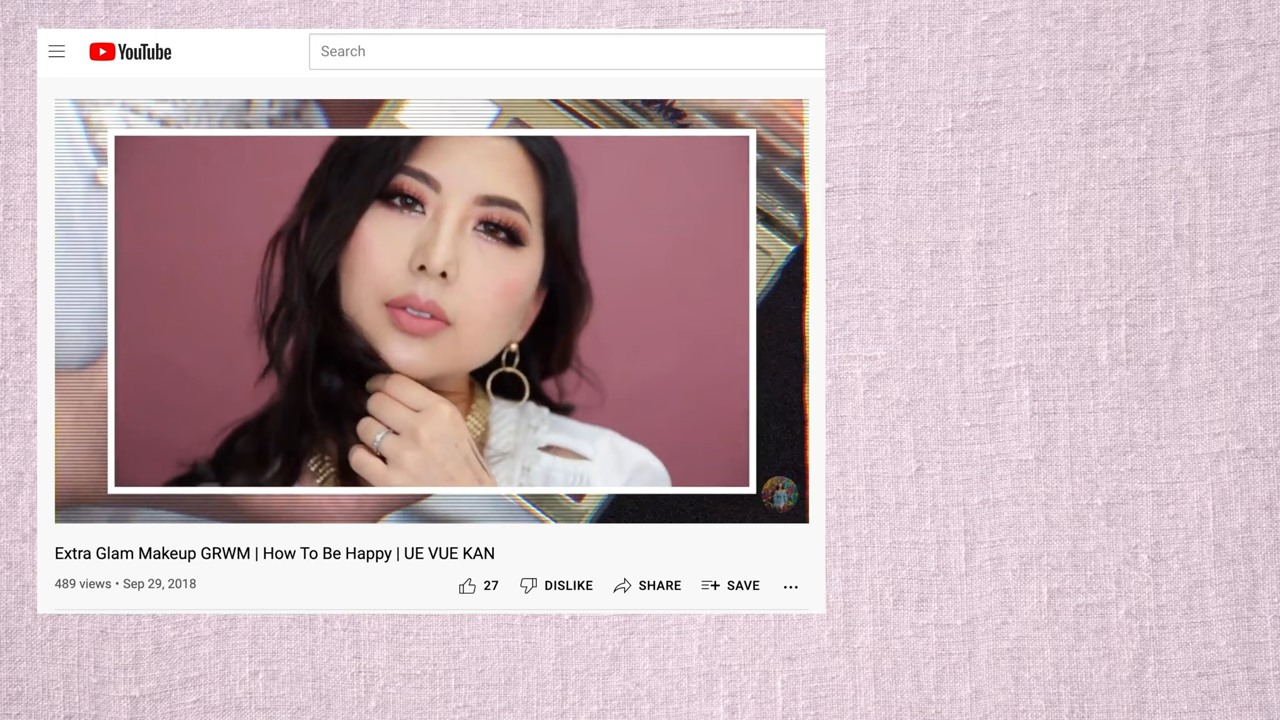 YouTube
Search
Extra Glam Makeup GRWM | How To Be Happy | UE VUE KAN
489 views • Sep 29, 2018
27 DISLIKE SHARE SAVE